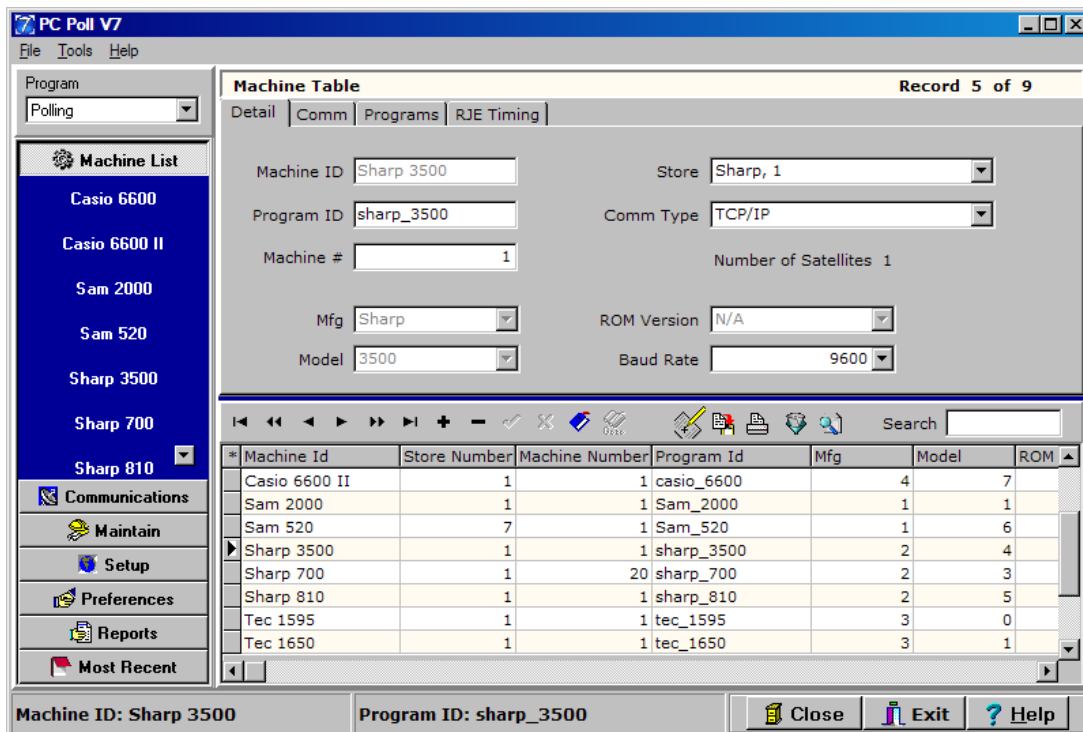 PC Poll V7
File Tools Help
Program
Polling
Machine List
Casio 6600
Casio 6600 II
Sam 2000
Sam 520
Sharp 3500
Sharp 700
Sharp 810
Communications
Maintain
Setup
Preferences
Reports
Most Recent
Machine Table Record 5 of 9
Detail Comm Programs RJE Timing
Machine ID Sharp 3500 Store Sharp, 1
Program ID sharp_3500 Comm Type TCP/IP
Machine # 1 Number of Satellites 1
Mfg Sharp ROM Version N/A
Model 3500 Baud Rate 9600
Search
* Machine Id Store Number Machine Number Program Id Mfg Model ROM
Casio 6600 II 1 1 casio_6600 4 7
Sam 2000 1 1 Sam_2000 1 1
Sam 520 7 1 Sam_520 1 6
Sharp 3500 1 1 sharp_3500 2 4
Sharp 700 1 20 sharp_700 2 3
Sharp 810 1 1 sharp_810 2 5
Tec 1595 1 1 tec_1595 3 0
Tec 1650 1 1 tec_1650 3 1
Machine ID: Sharp 3500 Program ID: sharp_3500 Close Exit Help